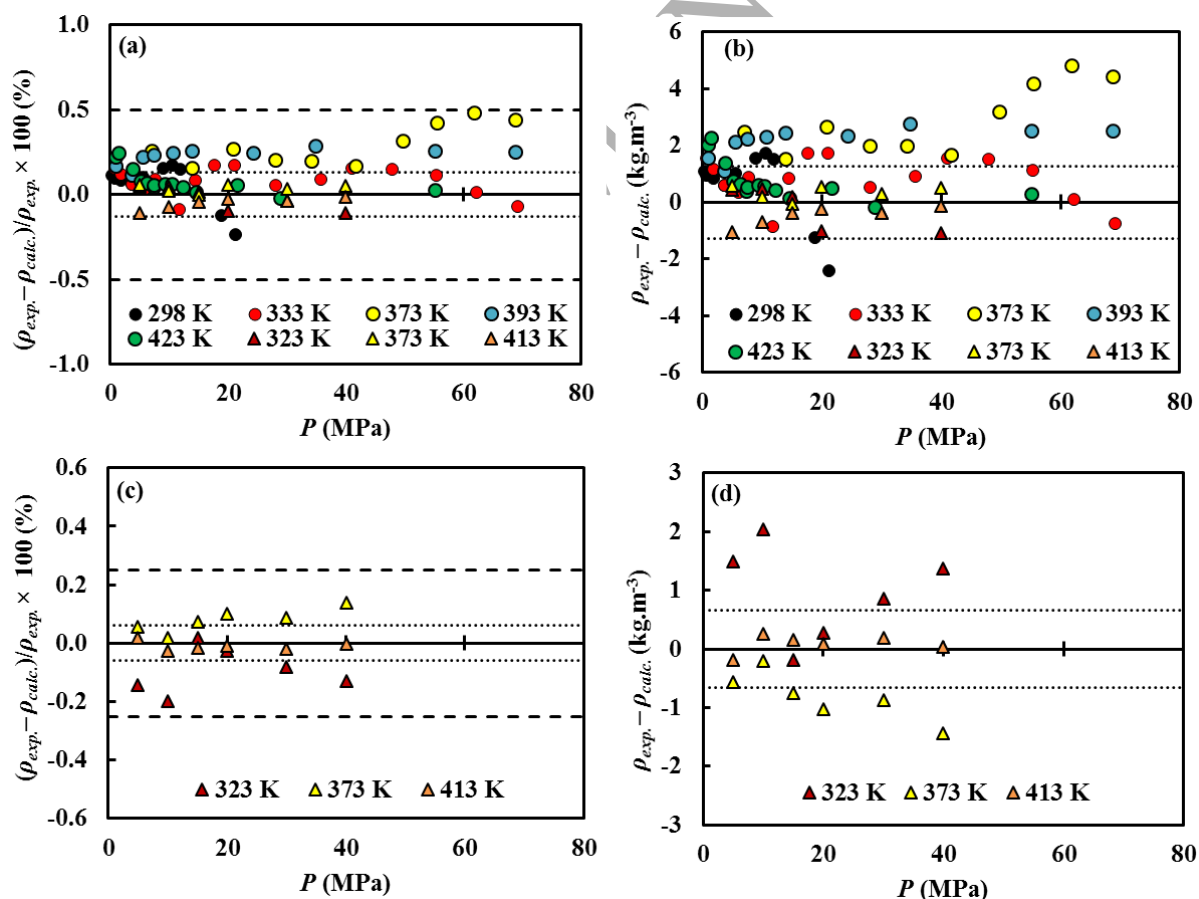 (a)
(ρexp.− ρcalc.)/ρexp. × 100 (%)
1.0
0.5
0.0
-0.5
-1.0
298 K 333 K 373 K 393 K
423 K 323 K 373 K 413 K
0 20 40 60 80
P (MPa)
(b)
ρexp.− ρcalc. (kg.m-3)
6
4
2
0
-2
-4
-6
298 K 333 K 373 K 393 K
423 K 323 K 373 K 413 K
0 20 40 60 80
P (MPa)
(c)
(ρexp.− ρcalc.)/ρexp. × 100 (%)
0.6
0.4
0.2
0.0
-0.2
-0.4
-0.6
323 K 373 K 413 K
0 20 40 60 80
P (MPa)
(d)
ρexp.− ρcalc. (kg.m-3)
3
2
1
0
-1
-2
-3
323 K 373 K 413 K
0 20 40 60 80
P (MPa)